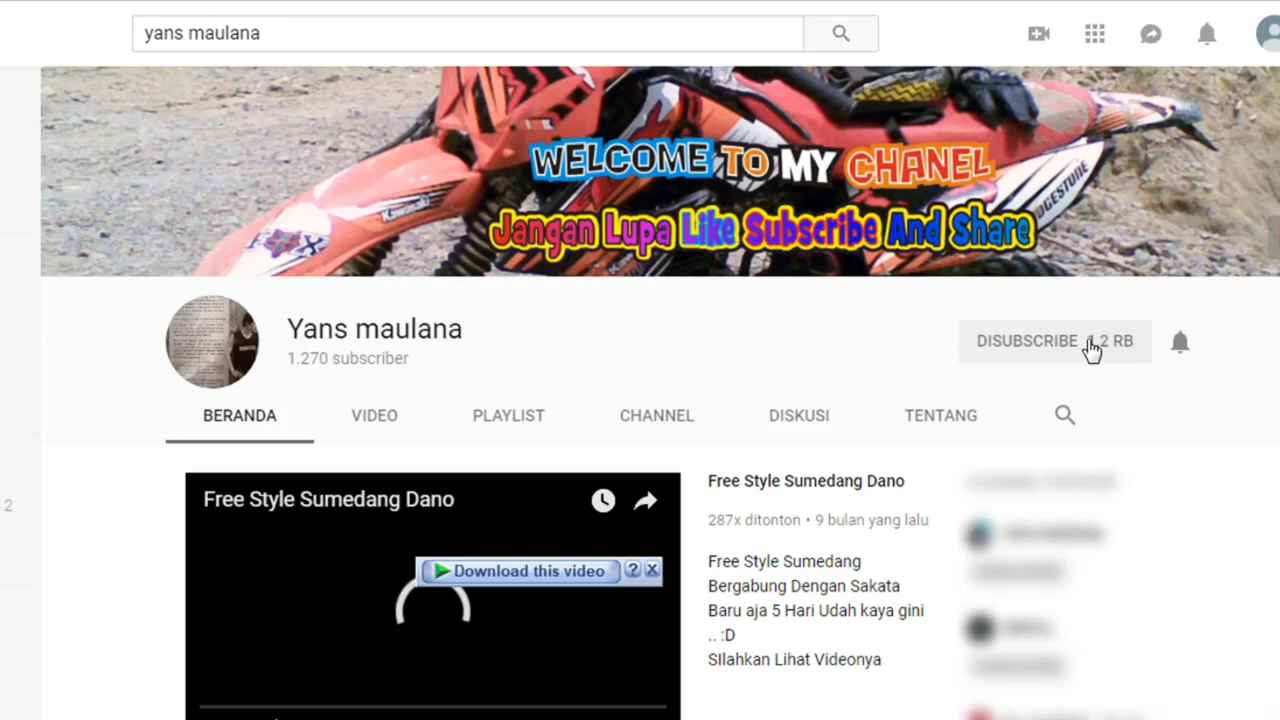 yans maulana
WELCOME TO MY CHANEL
Jangan Lupa Like Subscribe And Share
Kawasaki
Yans maulana
1.270 subscriber
DISUBSCRIBE 1,2 RB
BERANDA VIDEO PLAYLIST CHANNEL DISKUSI TENTANG
2
Free Style Sumedang Dano
Download this video ? X
Free Style Sumedang Dano
287x ditonton • 9 bulan yang lalu
Free Style Sumedang
Bergabung Dengan Sakata
Baru aja 5 Hari Udah kaya gini
.. :D
SIlahkan Lihat Videonya